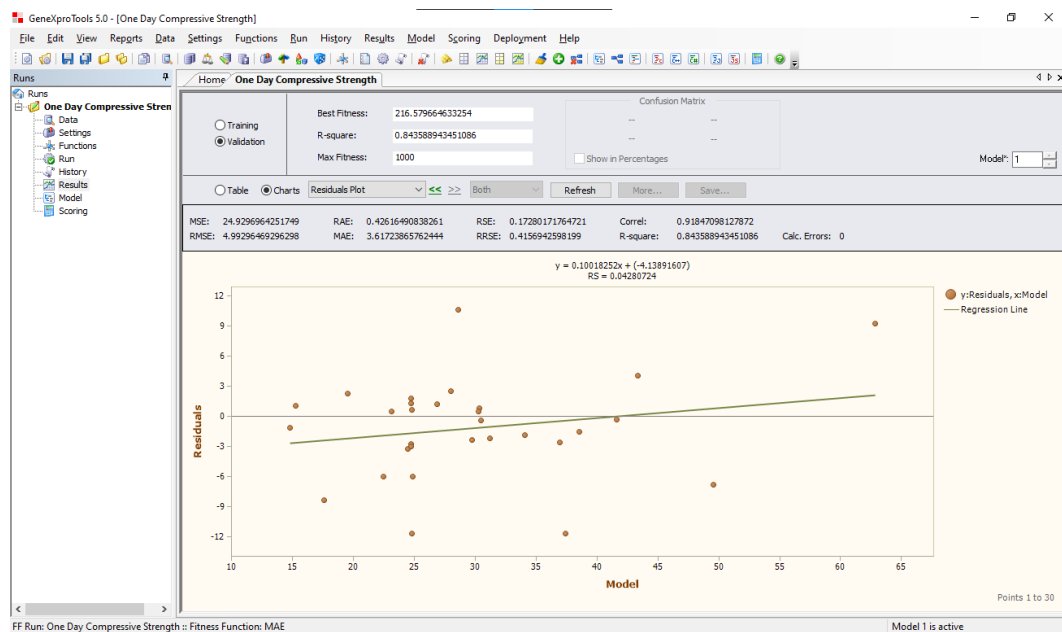 GeneXproTools 5.0 - [One Day Compressive Strength]
File Edit View Reports Data Settings Functions Run History Results Model Scoring Deployment Help
Runs
Runs
One Day Compressive Stren
Data
Settings
Functions
Run
History
Results
Model
Scoring
Home One Day Compressive Strength
Training
Validation
Best Fitness: 216.579664633254
R-square: 0.843588943451086
Max Fitness: 1000
Confusion Matrix
-- --
-- --
Show in Percentages
Model*: 1
Table Charts Residuals Plot << >> Both Refresh More... Save...
MSE: 24.9296964251749 RAE: 0.42616490838261 RSE: 0.17280171764721 Correl: 0.91847098127872
RMSE: 4.99296469296298 MAE: 3.61723865762444 RRSE: 0.4156942598199 R-square: 0.843588943451086 Calc. Errors: 0
y = 0.10018252x + (-4.13891607)
RS = 0.04280724
y:Residuals, x:Model
Regression Line
Residuals
12
9
6
3
0
-3
-6
-9
-12
10 15 20 25 30 35 40 45 50 55 60 65
Model
Points 1 to 30
FF Run: One Day Compressive Strength :: Fitness Function: MAE
Model 1 is active